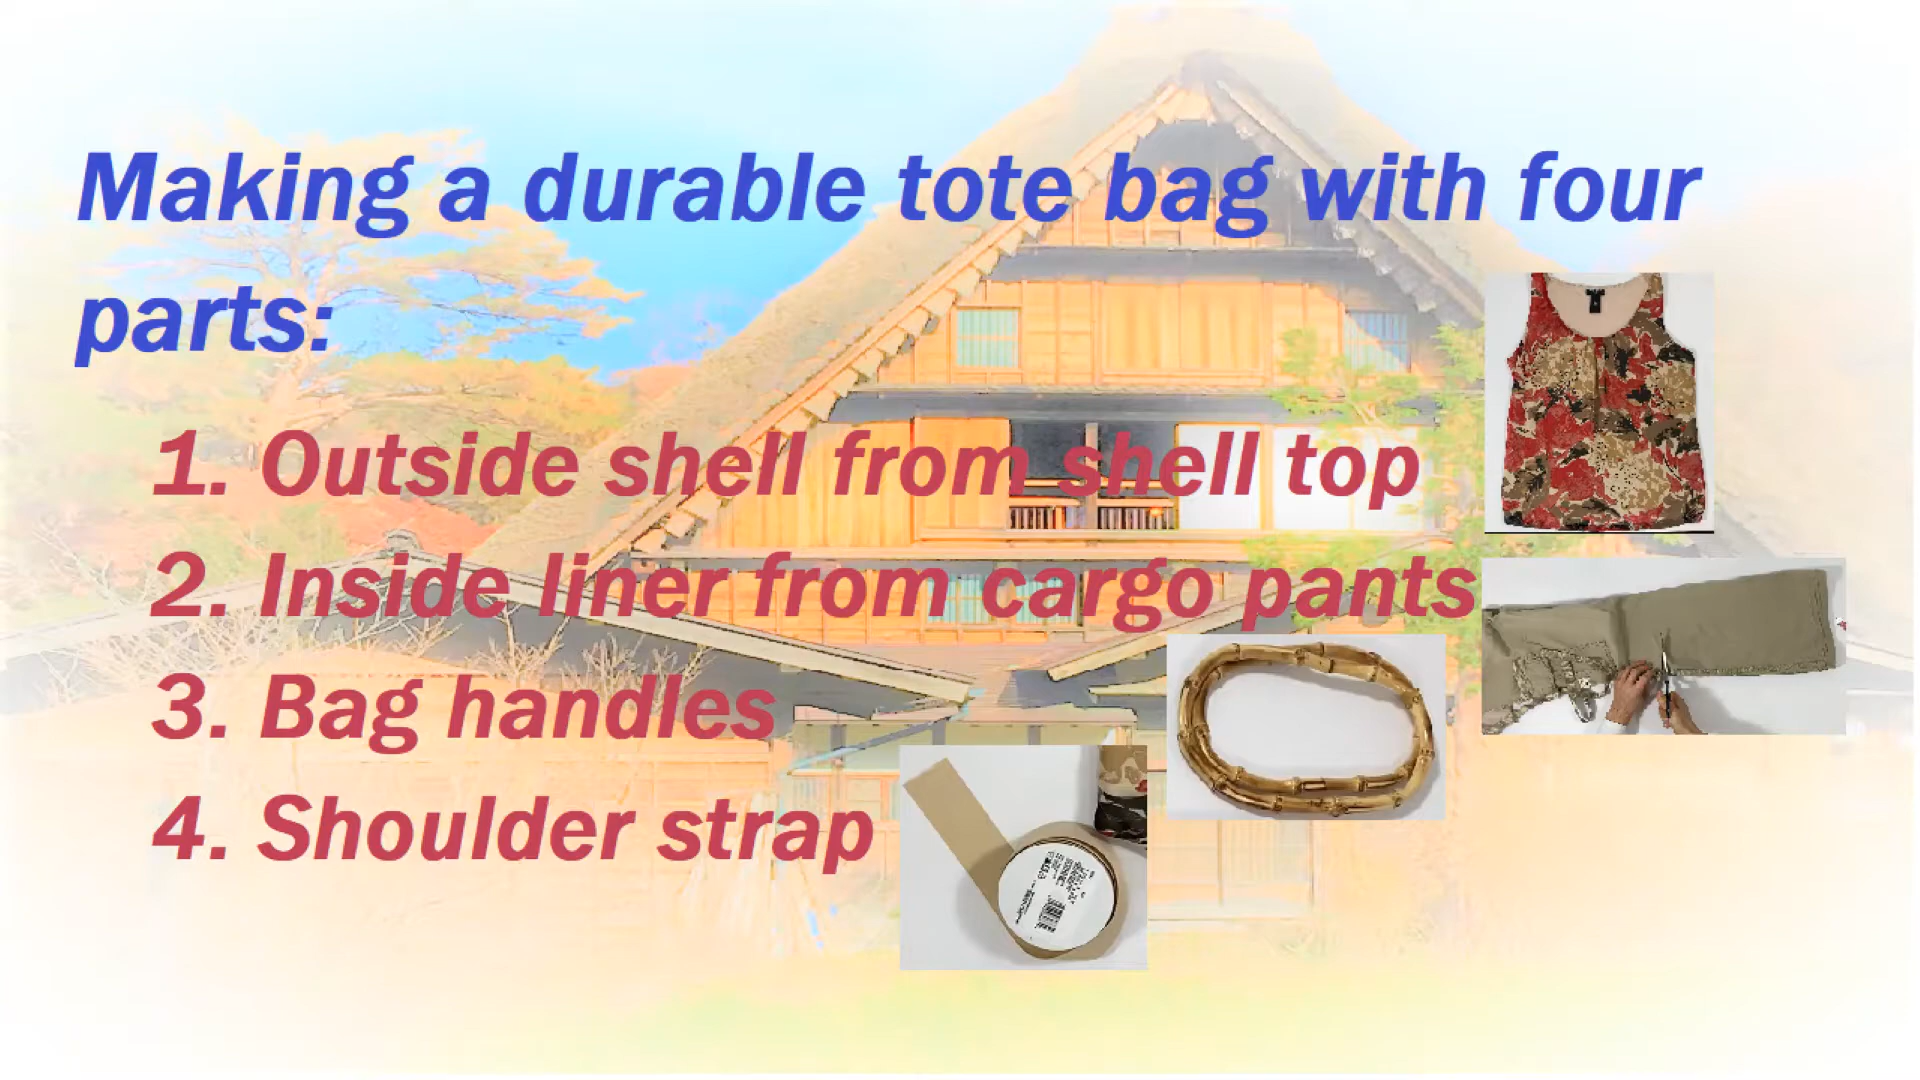 Making a durable tote bag with four
parts:
1. Outside shell from shell top
2. Inside liner from cargo pants
3. Bag handles
4. Shoulder strap